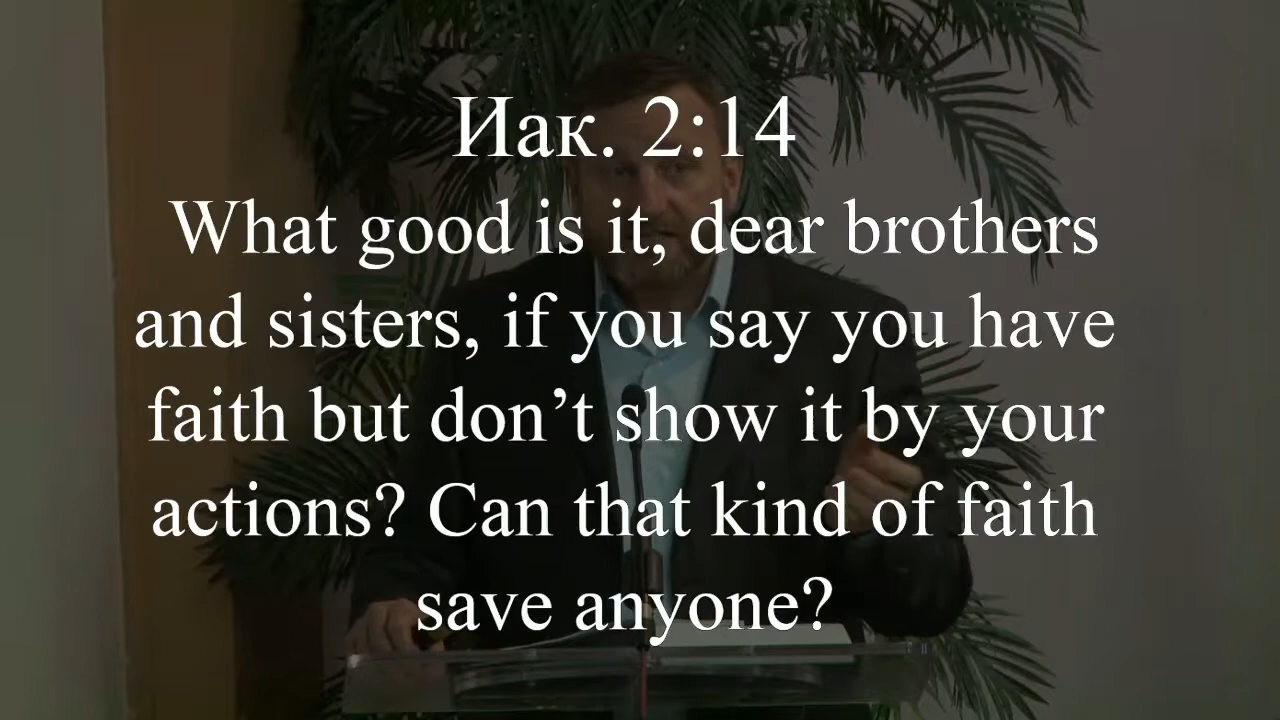 Иак. 2:14
What good is it, dear brothers
and sisters, if you say you have
faith but don’t show it by your
actions? Can that kind of faith
save anyone?